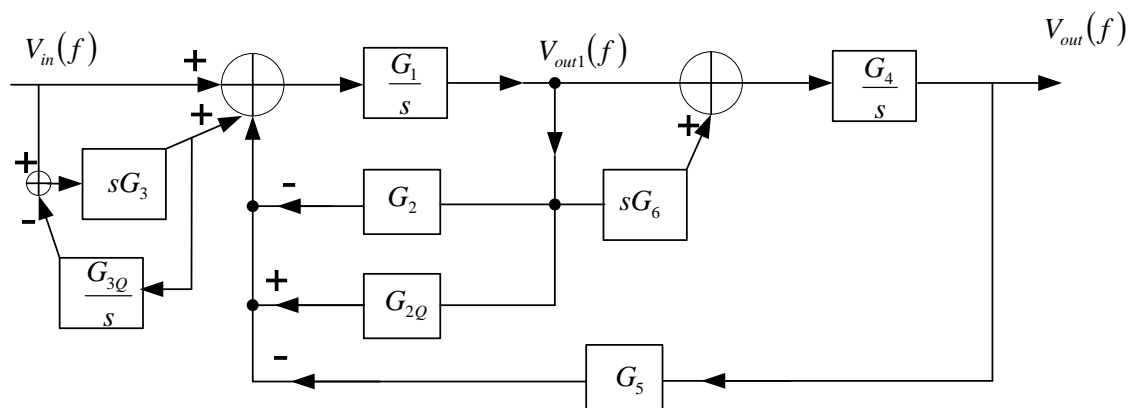 V_in(f)
+
G_1/s
V_out1(f)
G_4/s
V_out(f)
+
+
+
sG_3
-
G_2
sG_6
-
G_3Q/s
+
G_2Q
-
G_5